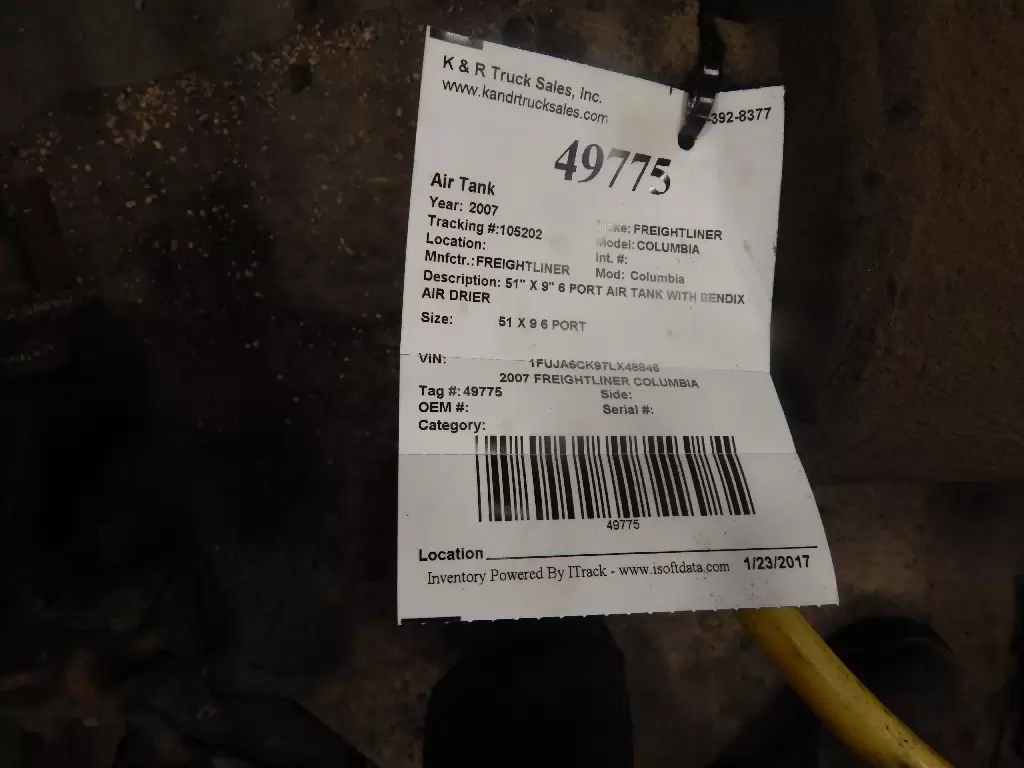 K & R Truck Sales, Inc.
www.kandrtrucksales.com
392-8377
49775
Air Tank
Year: 2007
Tracking #:105202
FREIGHTLINER
Location:
Model: COLUMBIA
Mnfctr.: FREIGHTLINER
Int. #:
Mod: Columbia
Description: 51" X 9" 6 PORT AIR TANK WITH BENDIX
AIR DRIER
Size: 51 X 9 6 PORT
VIN:
2007 FREIGHTLINER COLUMBIA
Tag #: 49775
Side:
OEM #:
Serial #:
Category:
49775
Location
Inventory Powered By ITrack - www.isoftdata.com 1/23/2017